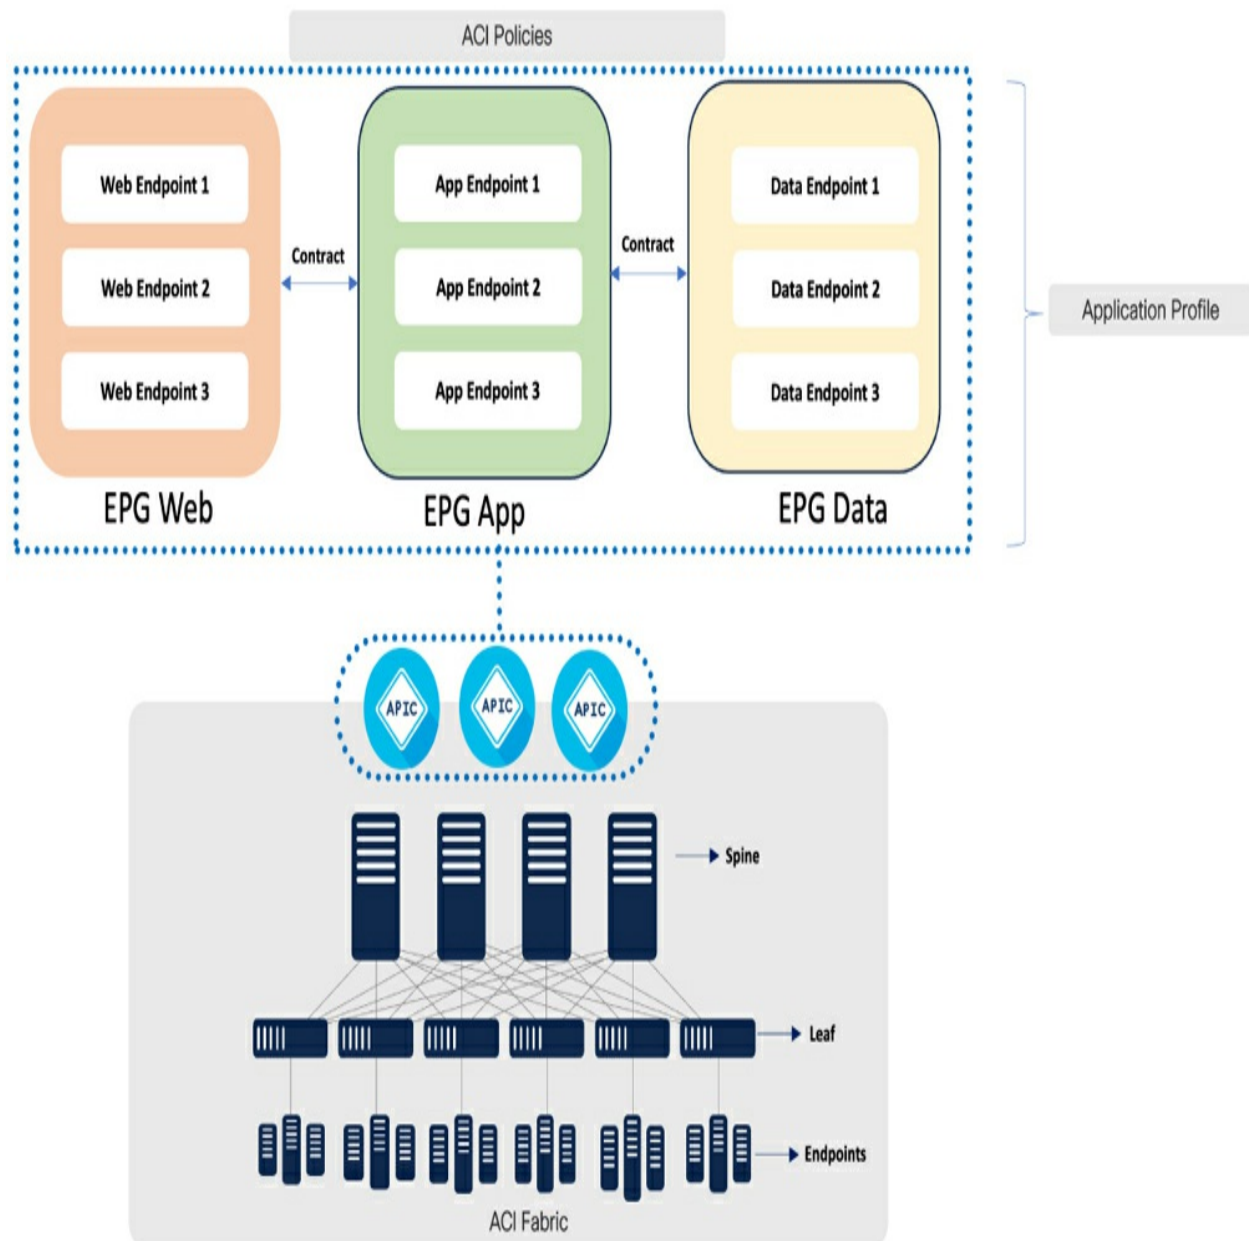 ACI Policies
Web Endpoint 1
Web Endpoint 2
Web Endpoint 3
EPG Web
Contract
App Endpoint 1
App Endpoint 2
App Endpoint 3
EPG App
Contract
Data Endpoint 1
Data Endpoint 2
Data Endpoint 3
EPG Data
Application Profile
APIC
APIC
APIC
Spine
Leaf
Endpoints
ACI Fabric